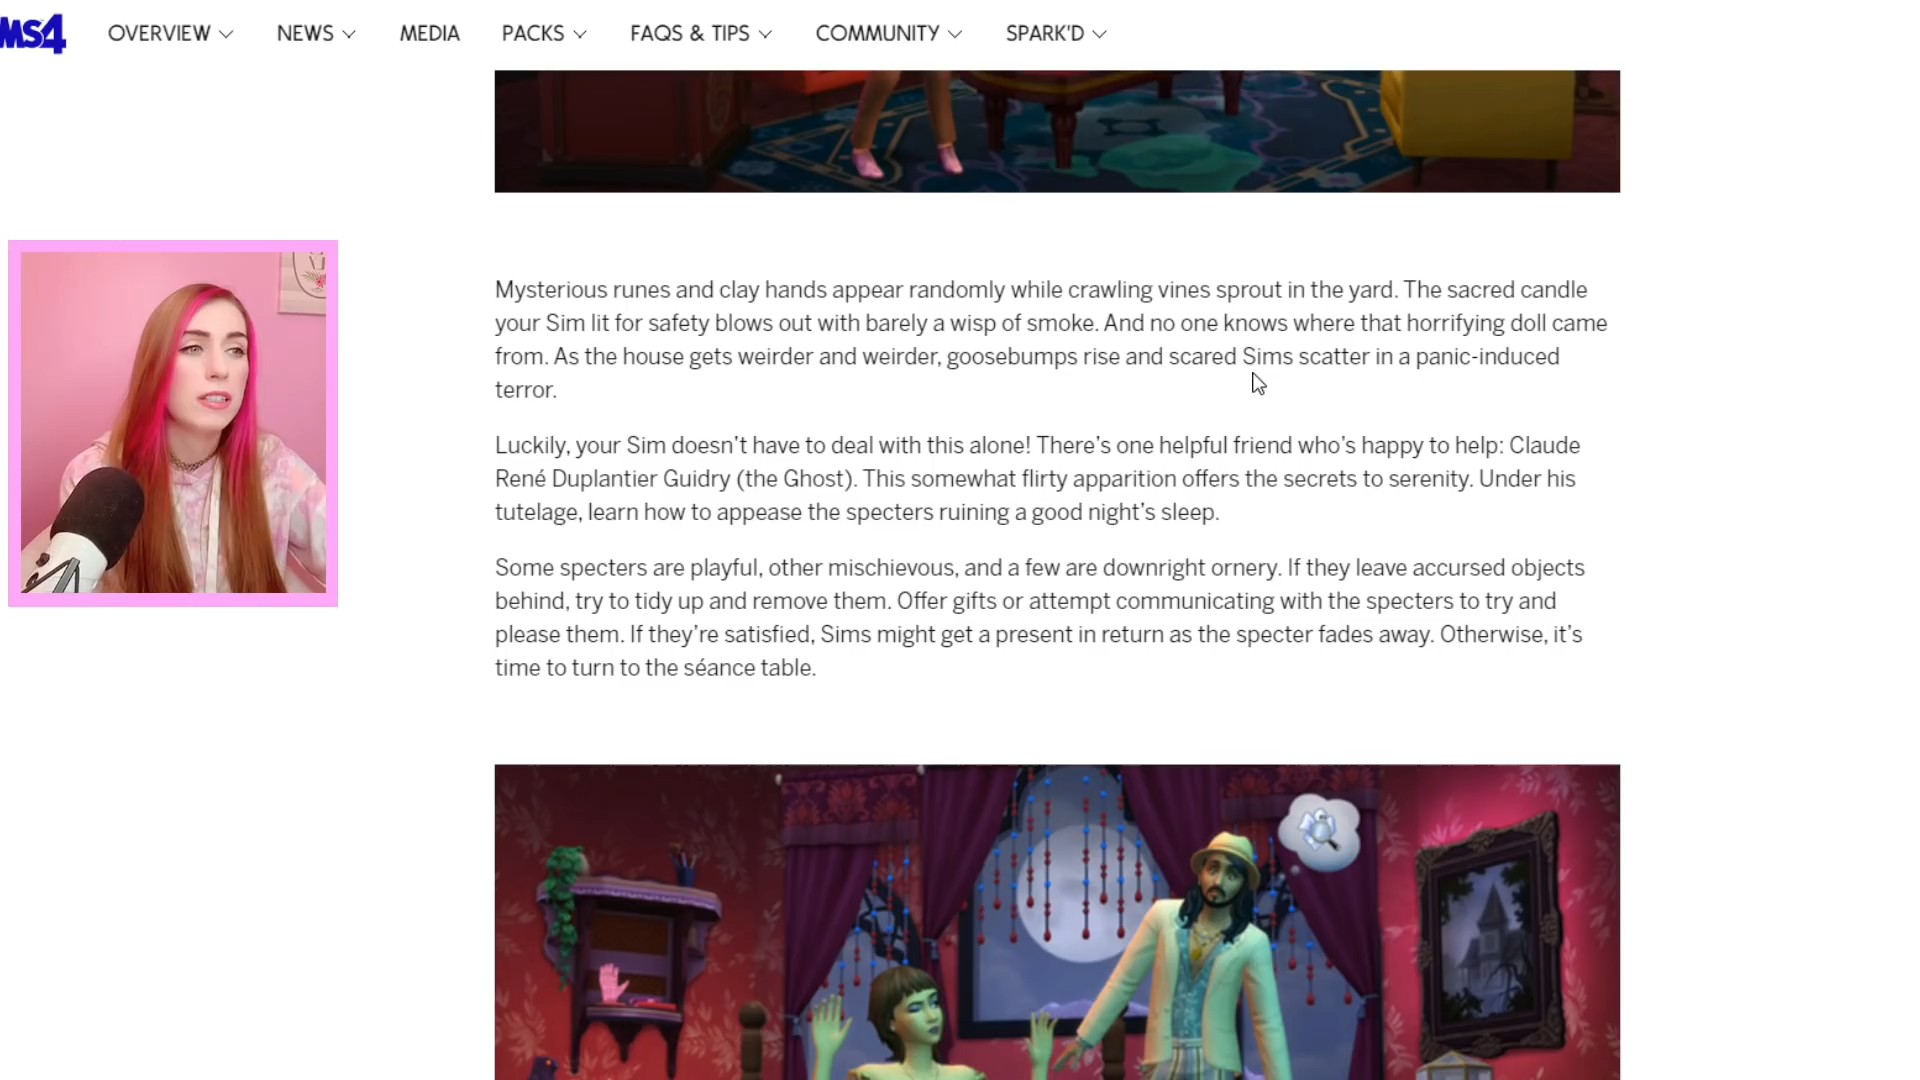 MS4 OVERVIEW NEWS MEDIA PACKS FAQS & TIPS COMMUNITY SPARK'D
Mysterious runes and clay hands appear randomly while crawling vines sprout in the yard. The sacred candle
your Sim lit for safety blows out with barely a wisp of smoke. And no one knows where that horrifying doll came
from. As the house gets weirder and weirder, goosebumps rise and scared Sims scatter in a panic-induced
terror.
Luckily, your Sim doesn’t have to deal with this alone! There’s one helpful friend who’s happy to help: Claude
René Duplantier Guidry (the Ghost). This somewhat flirty apparition offers the secrets to serenity. Under his
tutelage, learn how to appease the specters ruining a good night’s sleep.
Some specters are playful, other mischievous, and a few are downright ornery. If they leave accursed objects
behind, try to tidy up and remove them. Offer gifts or attempt communicating with the specters to try and
please them. If they’re satisfied, Sims might get a present in return as the specter fades away. Otherwise, it’s
time to turn to the séance table.